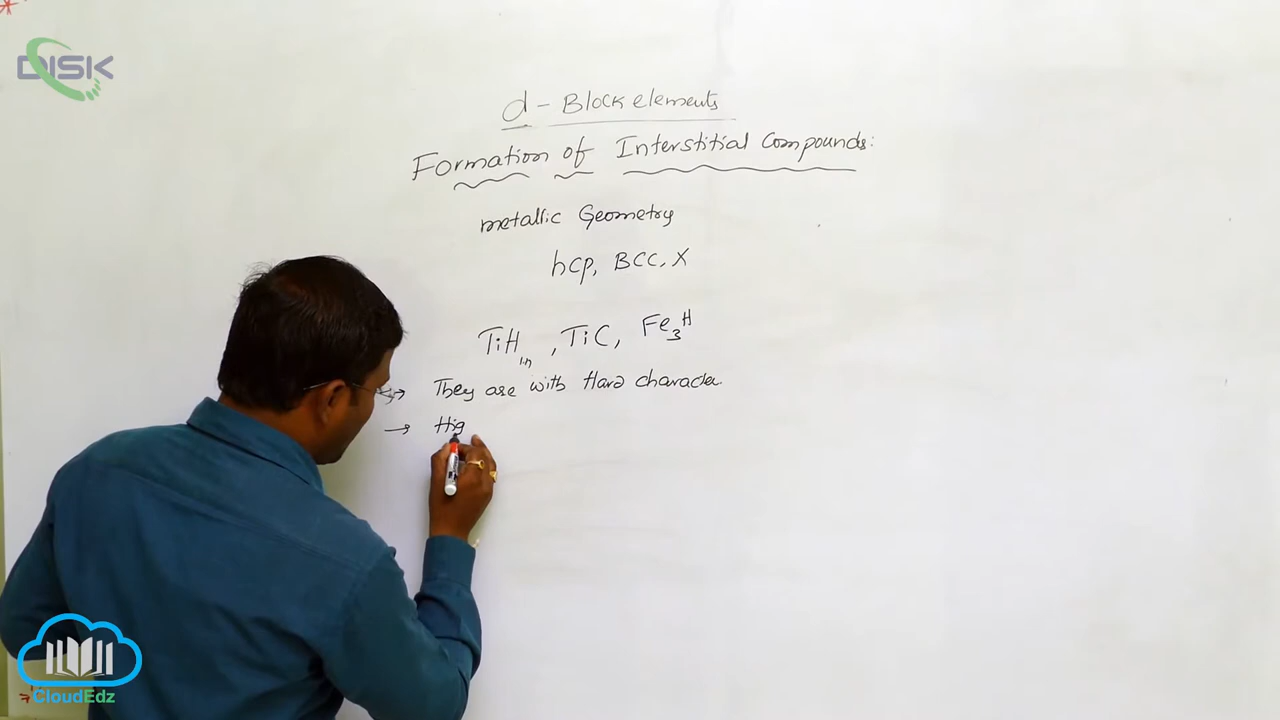 DISK
d - Block elements
Formation of Interstitial Compounds:
metallic Geometry
hcp, BCC, X
TiH , TiC, Fe3H
→ They are with Hard character.
→ Hig
CloudEdz